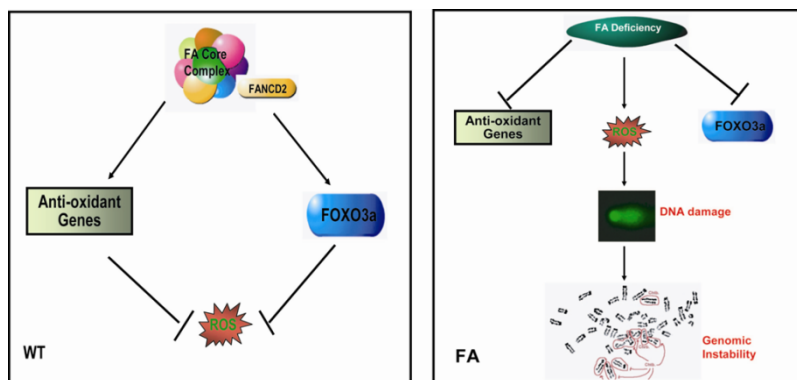 FA Core
Complex
FANCD2
Anti-oxidant
Genes
FOXO3a
ROS
WT
FA Deficiency
Anti-oxidant
Genes
ROS
FOXO3a
DNA damage
Genomic
Instability
FA